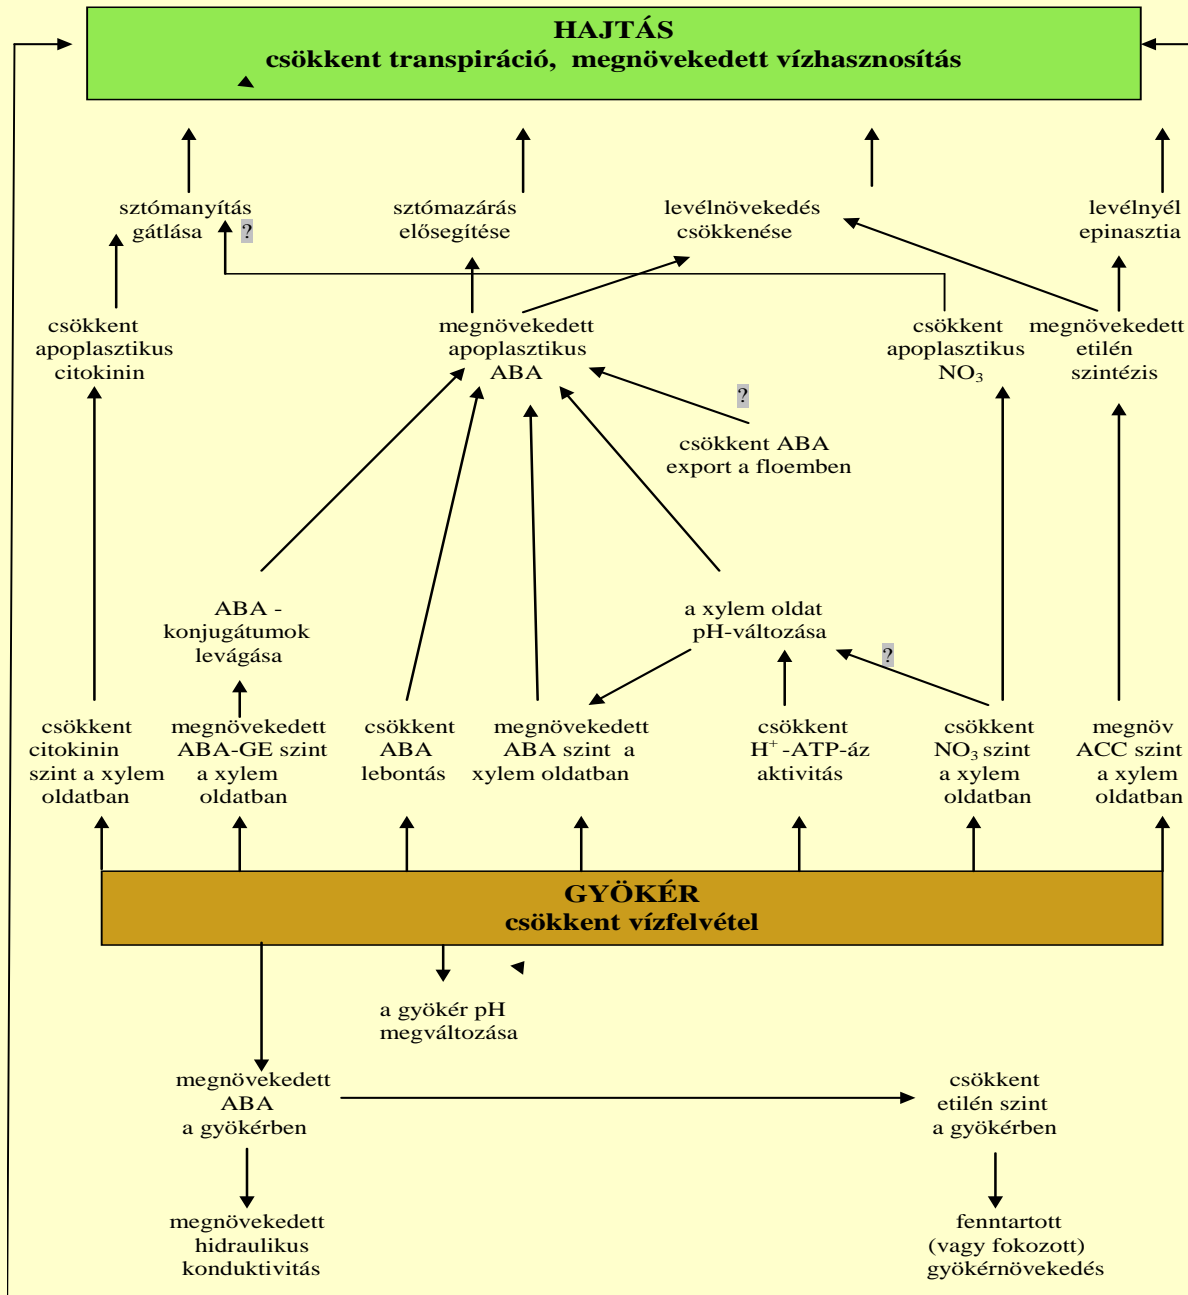 HAJTÁS
csökkent transpiráció, megnövekedett vízhasznosítás
sztómanyítás
gátlása
?
sztómazárás
elősegítése
levélnövekedés
csökkenése
levélnyél
epinasztia
csökkent
apoplasztikus
citokinin
megnövekedett
apoplasztikus
ABA
csökkent
apoplasztikus
NO3
megnövekedett
etilén
szintézis
?
csökkent ABA
export a floemben
ABA -
konjugátumok
levágása
a xylem oldat
pH-változása
?
csökkent
citokinin
szint a xylem
oldatban
megnövekedett
ABA-GE szint
a xylem
oldatban
csökkent
ABA
lebontás
megnövekedett
ABA szint a
xylem oldatban
csökkent
H+ -ATP-áz
aktivitás
csökkent
NO3 szint
a xylem
oldatban
megnöv
ACC szint
a xylem
oldatban
GYÖKÉR
csökkent vízfelvétel
a gyökér pH
megváltozása
megnövekedett
ABA
a gyökérben
csökkent
etilén szint
a gyökérben
megnövekedett
hidraulikus
konduktivitás
fenntartott
(vagy fokozott)
gyökérnövekedés